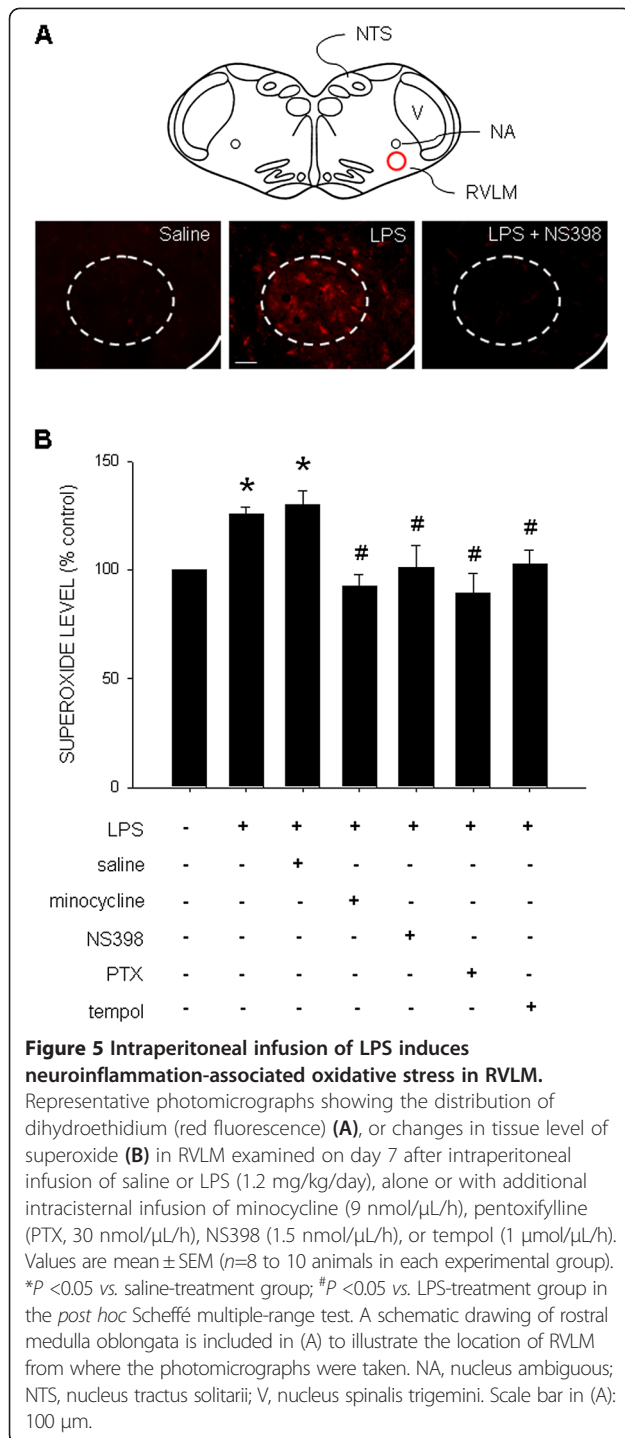 A
NTS
V
NA
RVLM
Saline
LPS
LPS + NS398
B
SUPEROXIDE LEVEL (% control)
150
100
50
0
* * # # # #
LPS - + + + + + +
saline - - + - - - -
minocycline - - - + - - -
NS398 - - - - + - -
PTX - - - - - + -
tempol - - - - - - +
Figure 5 Intraperitoneal infusion of LPS induces
neuroinflammation-associated oxidative stress in RVLM.
Representative photomicrographs showing the distribution of
dihydroethidium (red fluorescence) (A), or changes in tissue level of
superoxide (B) in RVLM examined on day 7 after intraperitoneal
infusion of saline or LPS (1.2 mg/kg/day), alone or with additional
intracisternal infusion of minocycline (9 nmol/μL/h), pentoxifylline
(PTX, 30 nmol/μL/h), NS398 (1.5 nmol/μL/h), or tempol (1 μmol/μL/h).
Values are mean ± SEM (n=8 to 10 animals in each experimental group).
*P <0.05 vs. saline-treatment group; #P <0.05 vs. LPS-treatment group in
the post hoc Scheffé multiple-range test. A schematic drawing of rostral
medulla oblongata is included in (A) to illustrate the location of RVLM
from where the photomicrographs were taken. NA, nucleus ambiguous;
NTS, nucleus tractus solitarii; V, nucleus spinalis trigemini. Scale bar in (A):
100 μm.